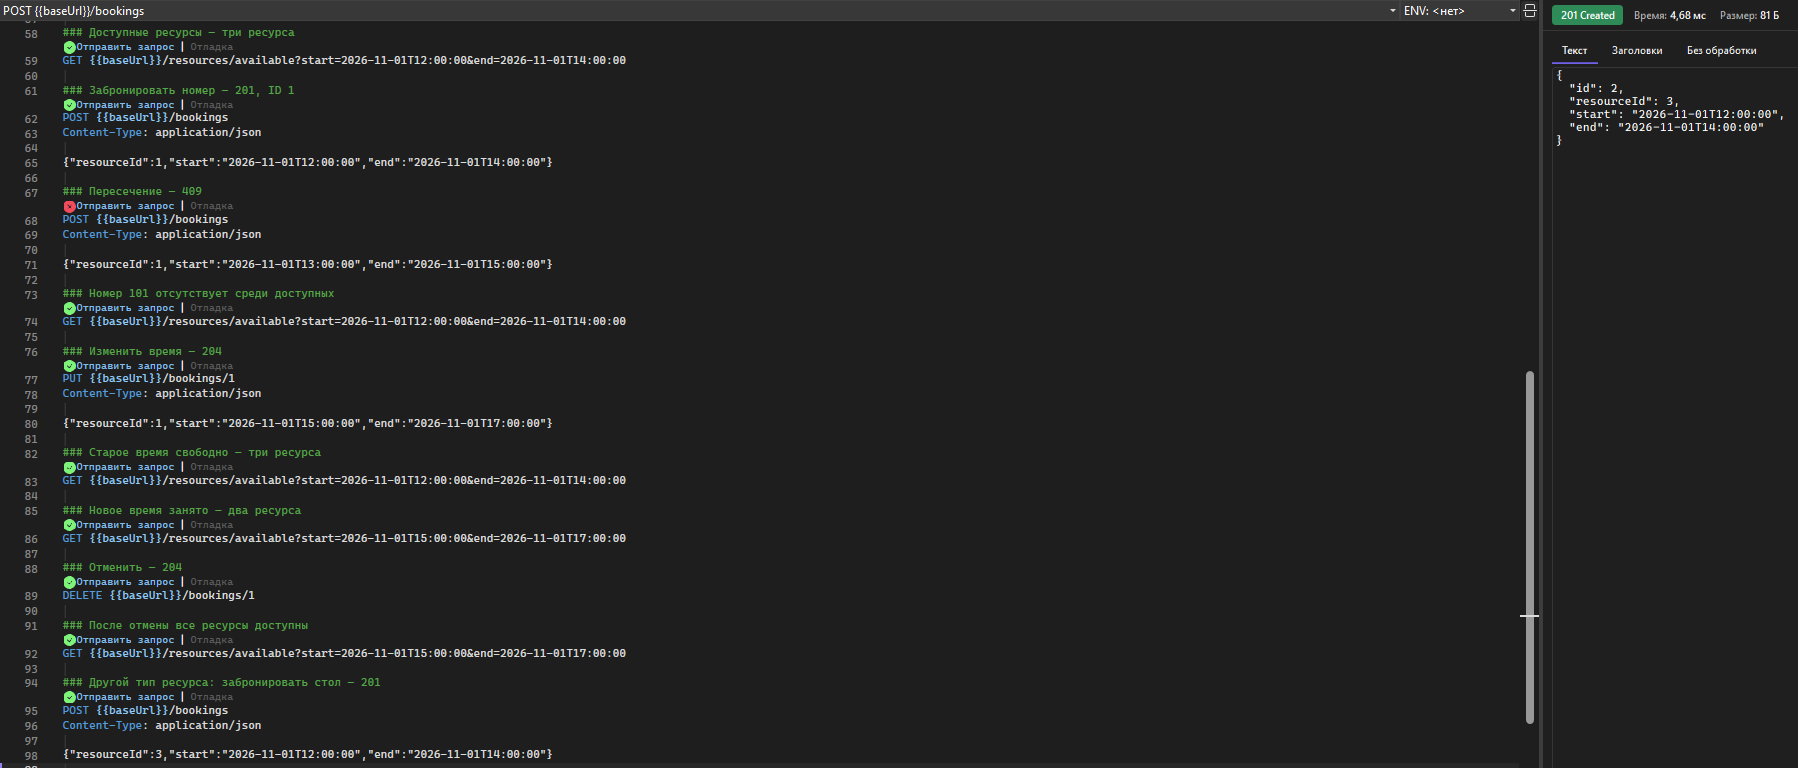 POST {{baseUrl}}/bookings
ENV: <нет>
58 ### Доступные ресурсы — три ресурса
Отправить запрос | Отладка
59 GET {{baseUrl}}/resources/available?start=2026-11-01T12:00:00&end=2026-11-01T14:00:00
60
61 ### Забронировать номер — 201, ID 1
Отправить запрос | Отладка
62 POST {{baseUrl}}/bookings
63 Content-Type: application/json
64
65 {"resourceId":1,"start":"2026-11-01T12:00:00","end":"2026-11-01T14:00:00"}
66
67 ### Пересечение — 409
Отправить запрос | Отладка
68 POST {{baseUrl}}/bookings
69 Content-Type: application/json
70
71 {"resourceId":1,"start":"2026-11-01T13:00:00","end":"2026-11-01T15:00:00"}
72
73 ### Номер 101 отсутствует среди доступных
Отправить запрос | Отладка
74 GET {{baseUrl}}/resources/available?start=2026-11-01T12:00:00&end=2026-11-01T14:00:00
75
76 ### Изменить время — 204
Отправить запрос | Отладка
77 PUT {{baseUrl}}/bookings/1
78 Content-Type: application/json
79
80 {"resourceId":1,"start":"2026-11-01T15:00:00","end":"2026-11-01T17:00:00"}
81
82 ### Старое время свободно — три ресурса
Отправить запрос | Отладка
83 GET {{baseUrl}}/resources/available?start=2026-11-01T12:00:00&end=2026-11-01T14:00:00
84
85 ### Новое время занято — два ресурса
Отправить запрос | Отладка
86 GET {{baseUrl}}/resources/available?start=2026-11-01T15:00:00&end=2026-11-01T17:00:00
87
88 ### Отменить — 204
Отправить запрос | Отладка
89 DELETE {{baseUrl}}/bookings/1
90
91 ### После отмены все ресурсы доступны
Отправить запрос | Отладка
92 GET {{baseUrl}}/resources/available?start=2026-11-01T15:00:00&end=2026-11-01T17:00:00
93
94 ### Другой тип ресурса: забронировать стол — 201
Отправить запрос | Отладка
95 POST {{baseUrl}}/bookings
96 Content-Type: application/json
97
98 {"resourceId":3,"start":"2026-11-01T12:00:00","end":"2026-11-01T14:00:00"}
201 Created Время: 4,68 мс Размер: 81 Б
Текст Заголовки Без обработки
{
"id": 2,
"resourceId": 3,
"start": "2026-11-01T12:00:00",
"end": "2026-11-01T14:00:00"
}